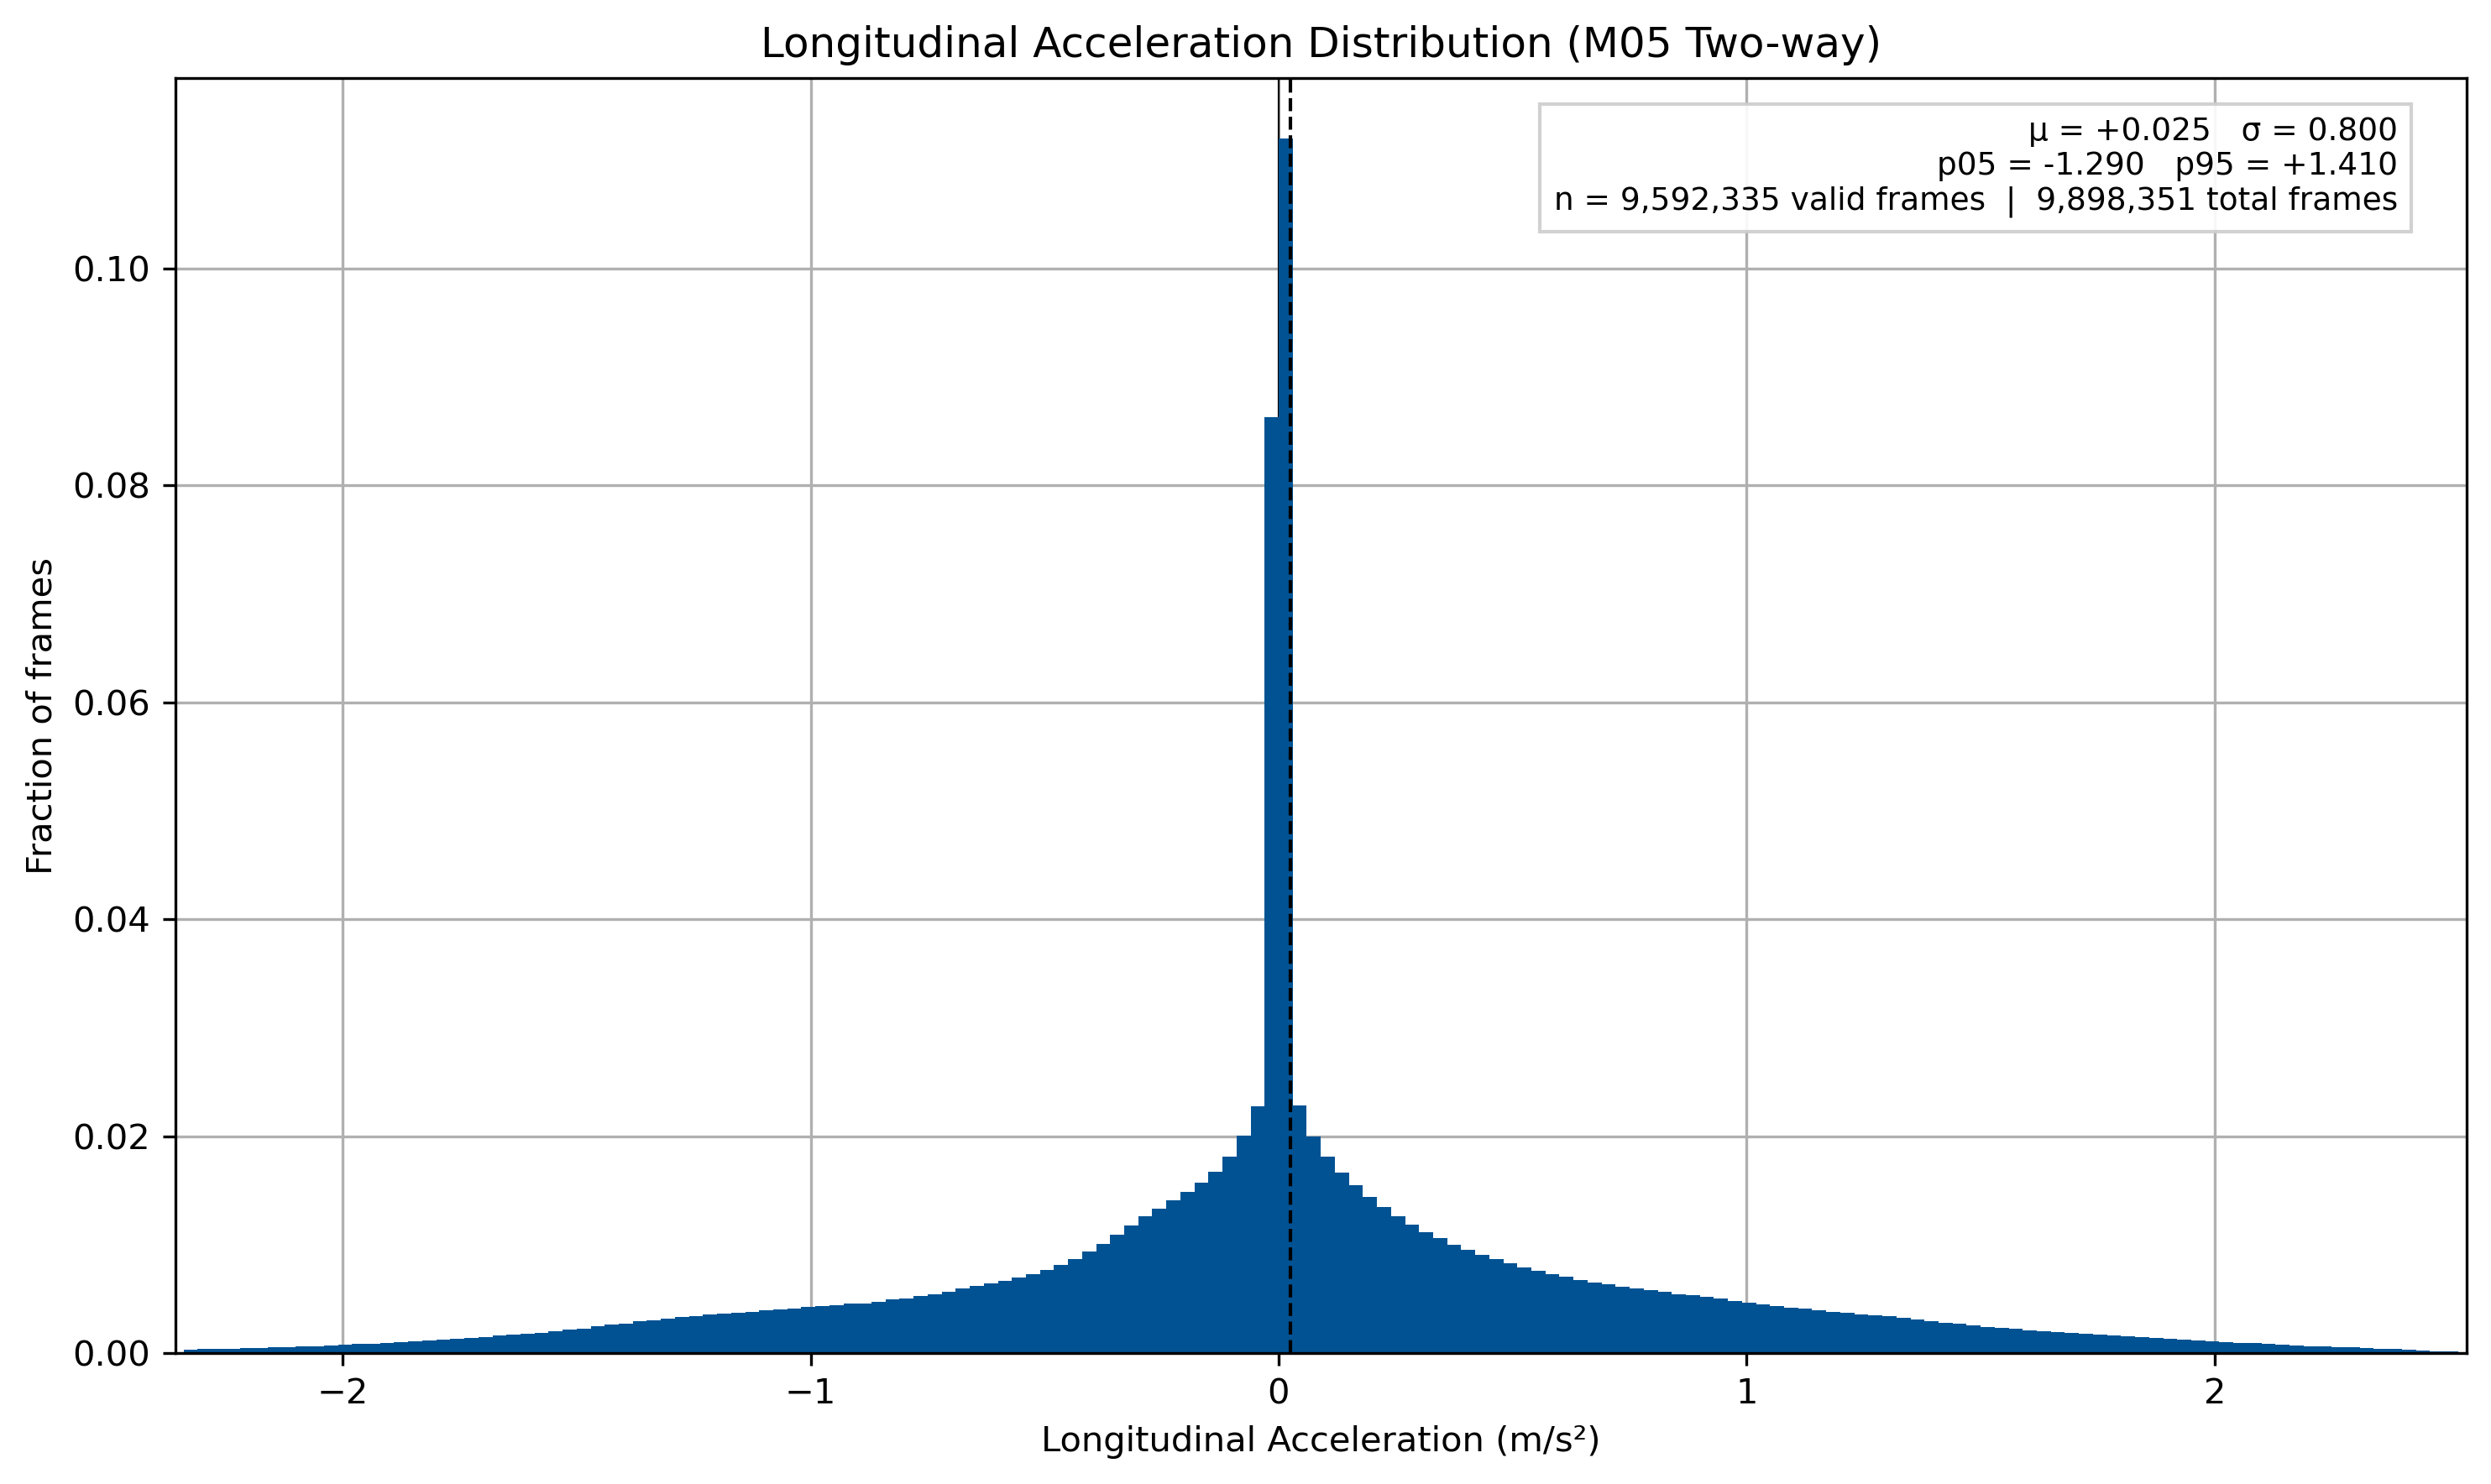 Longitudinal Acceleration Distribution (M05 Two-way)
μ = +0.025   σ = 0.800
p05 = -1.290   p95 = +1.410
n = 9,592,335 valid frames  |  9,898,351 total frames
Fraction of frames
0.10
0.08
0.06
0.04
0.02
0.00
−2
−1
0
1
2
Longitudinal Acceleration (m/s²)